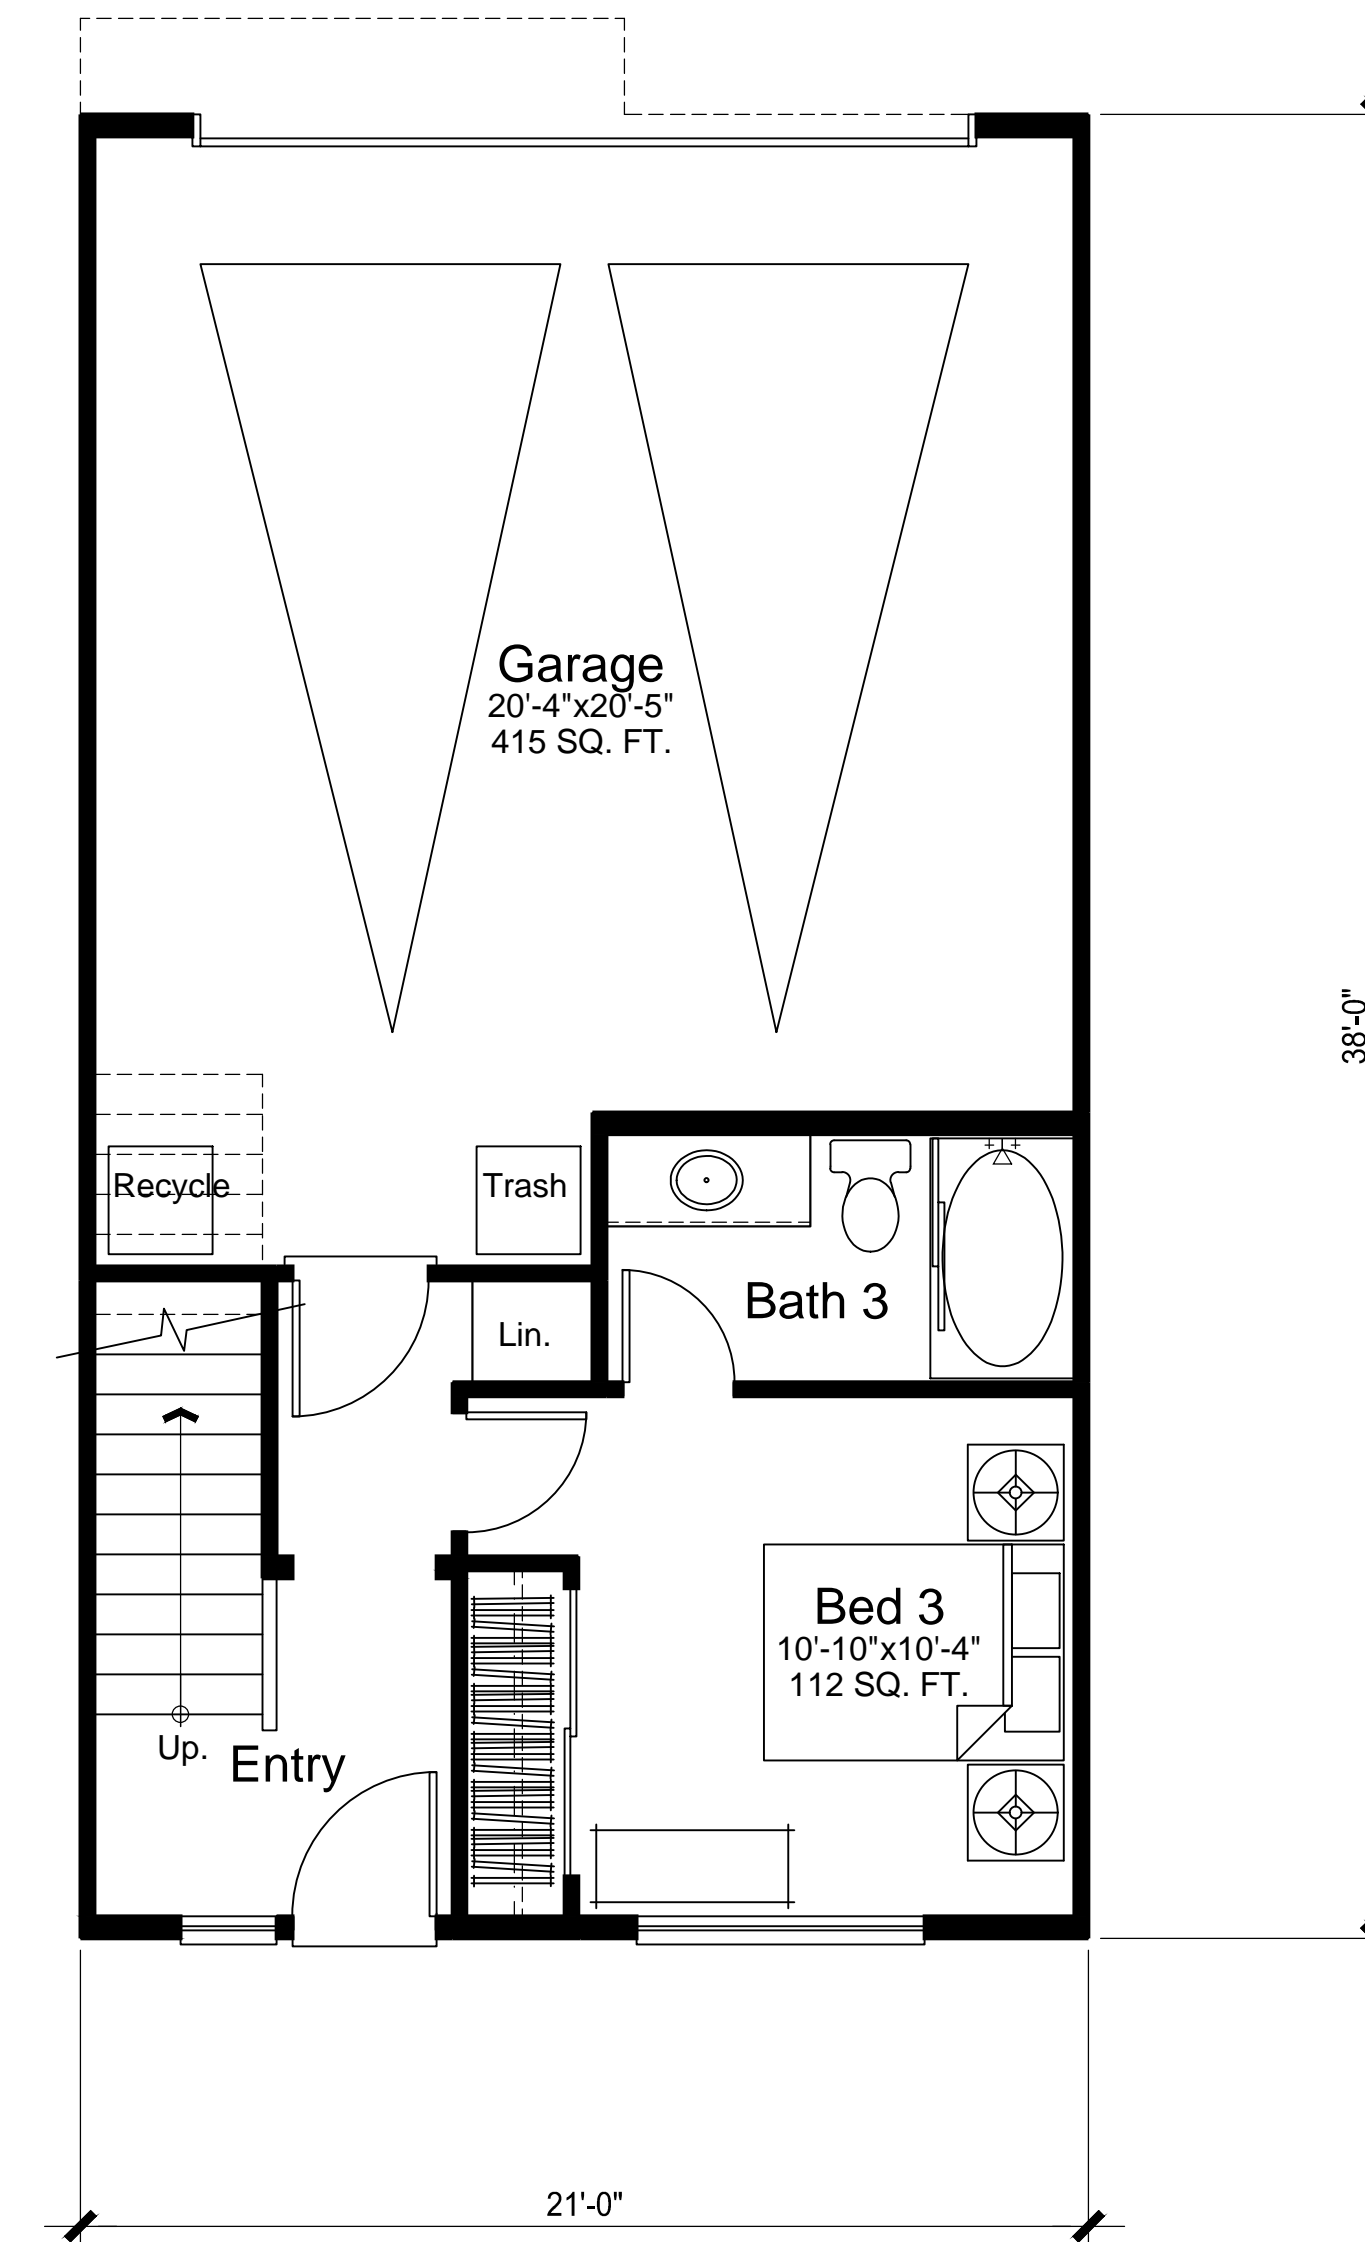 Garage
20'-4"x20'-5"
415 SQ. FT.
38'-0"
Recycle
Trash
Bath 3
Lin.
Bed 3
10'-10"x10'-4"
112 SQ. FT.
Up.
Entry
21'-0"